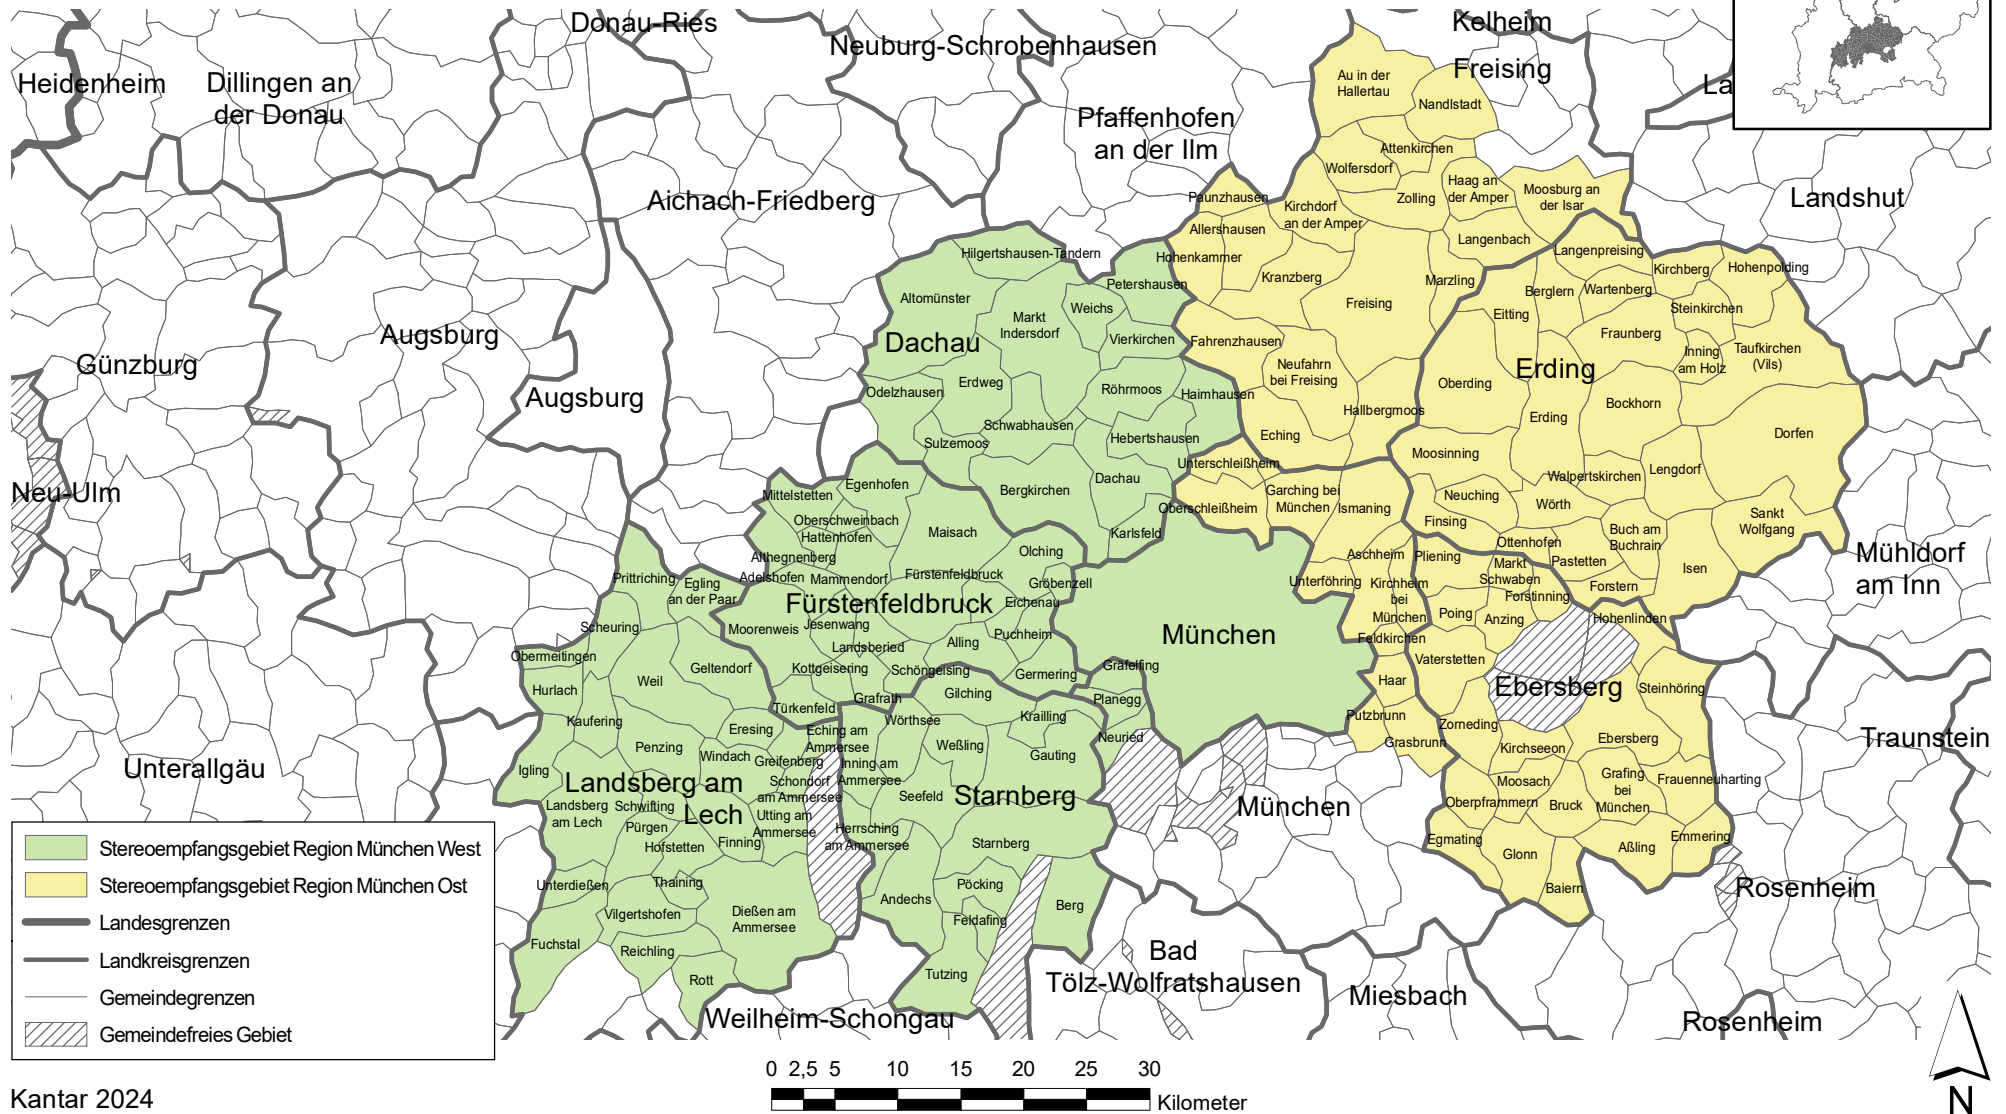 Donau-Ries
Kelheim
Neuburg-Schrobenhausen
Freising
Heidenheim
Dillingen an
der Donau
La
Au in der
Hallertau
Nandlstadt
Pfaffenhofen
an der Ilm
Attenkirchen
Wolfersdorf
Aichach-Friedberg
Paunzhausen
Kirchdorf
an der Amper
Zolling
Haag an
der Amper
Moosburg an
der Isar
Landshut
Allershausen
Langenbach
Langenpreising
Hilgertshausen-Tandern
Hohenkammer
Kirchberg
Hohenpolding
Petershausen
Kranzberg
Marzling
Berglern
Wartenberg
Altomünster
Weichs
Freising
Eitting
Steinkirchen
Markt
Indersdorf
Augsburg
Dachau
Vierkirchen
Fahrenzhausen
Fraunberg
Inning
am Holz
Taufkirchen
(Vils)
Günzburg
Neufahrn
bei Freising
Erding
Oberding
Augsburg
Odelzhausen
Erdweg
Röhrmoos
Haimhausen
Hallbergmoos
Erding
Bockhorn
Schwabhausen
Sulzemoos
Hebertshausen
Eching
Dorfen
Moosinning
Unterschleißheim
Walpertskirchen
Lengdorf
Neu-Ulm
Mittelstetten
Egenhofen
Bergkirchen
Dachau
Garching bei
München
Ismaning
Neuching
Wörth
Oberschleißheim
Oberschweinbach
Hattenhofen
Maisach
Karlsfeld
Finsing
Sankt
Wolfgang
Buch am
Buchrain
Ottenhofen
Olching
Althegnenberg
Aschheim
Pliening
Pastetten
Isen
Mühldorf
am Inn
Prittriching
Egling
an der Paar
Adelshofen
Mammendorf
Fürstenfeldbruck
Gröbenzell
Unterföhring
Kirchheim
bei
München
Markt
Schwaben
Forstern
Forstinning
Fürstenfeldbruck
Eichenau
Poing
Anzing
Hohenlinden
Scheuring
Moorenweis
Jesenwang
Puchheim
München
Feldkirchen
Landsberied
Alling
Obermeitingen
Geltendorf
Kottgeisering
Schöngeising
Germering
Gräfelfing
Vaterstetten
Hurlach
Weil
Haar
Ebersberg
Steinhöring
Grafrath
Gilching
Planegg
Türkenfeld
Kaufering
Wörthsee
Krailling
Putzbrunn
Zorneding
Eresing
Eching am
Ammersee
Neuried
Grasbrunn
Kirchseeon
Ebersberg
Traunstein
Penzing
Windach
Greifenberg
Weßling
Gauting
Unterallgäu
Igling
Inning am
Ammersee
Moosach
Grafing
bei
München
Frauenneuharting
Landsberg am
Lech
Schondorf
am Ammersee
Seefeld
Starnberg
München
Oberpframmern
Bruck
Landsberg
am Lech
Schwifting
Utting am
Ammersee
Pürgen
Herrsching
am Ammersee
Emmering
Hofstetten
Finning
Starnberg
Egmating
Glonn
Aßling
Unterdießen
Thaining
Pöcking
Baiern
Rosenheim
Andechs
Berg
Vilgertshofen
Dießen am
Ammersee
Feldafing
Fuchstal
Reichling
Bad
Tölz-Wolfratshausen
Tutzing
Rott
Miesbach
Weilheim-Schongau
Rosenheim
Stereoempfangsgebiet Region München West
Stereoempfangsgebiet Region München Ost
Landesgrenzen
Landkreisgrenzen
Gemeindegrenzen
Gemeindefreies Gebiet
0 2,5 5 10 15 20 25 30
Kilometer
Kantar 2024
N